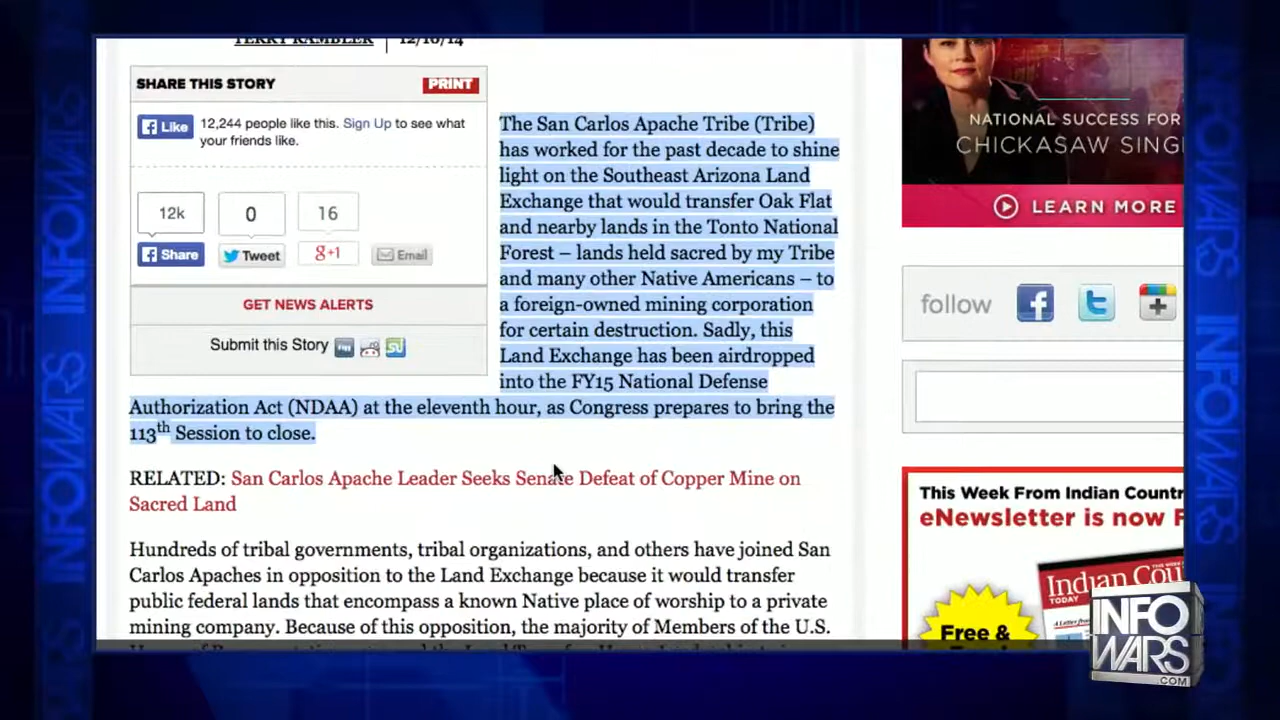 TERRY RAMBLER | 12/10/14
SHARE THIS STORY
PRINT
Like
12,244 people like this. Sign Up to see what
your friends like.
12k
0
16
Share
Tweet
g+1
Email
GET NEWS ALERTS
Submit this Story
The San Carlos Apache Tribe (Tribe)
has worked for the past decade to shine
light on the Southeast Arizona Land
Exchange that would transfer Oak Flat
and nearby lands in the Tonto National
Forest – lands held sacred by my Tribe
and many other Native Americans – to
a foreign-owned mining corporation
for certain destruction. Sadly, this
Land Exchange has been airdropped
into the FY15 National Defense
Authorization Act (NDAA) at the eleventh hour, as Congress prepares to bring the
113th Session to close.
RELATED: San Carlos Apache Leader Seeks Senate Defeat of Copper Mine on
Sacred Land
Hundreds of tribal governments, tribal organizations, and others have joined San
Carlos Apaches in opposition to the Land Exchange because it would transfer
public federal lands that encompass a known Native place of worship to a private
mining company. Because of this opposition, the majority of Members of the U.S.
NATIONAL SUCCESS FOR
CHICKASAW SING
LEARN MORE
follow
This Week From Indian Countr
eNewsletter is now F
Indian Cou
TODAY
Free &
INFO
WARS
.COM
INFOWARS
INFOWARS